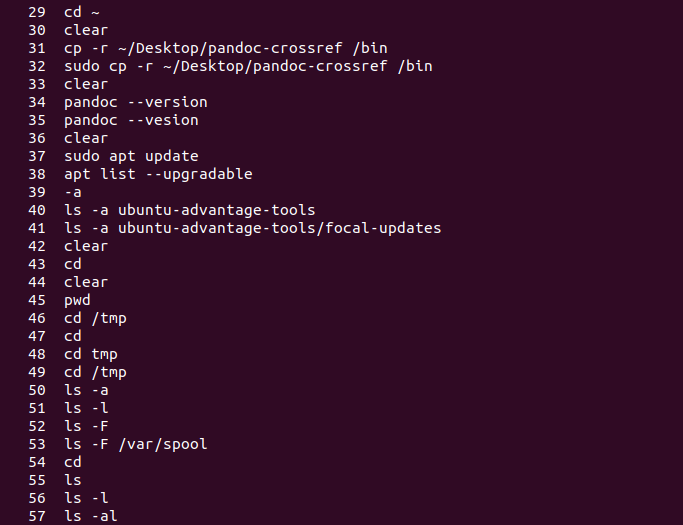 29 cd ~
30 clear
31 cp -r ~/Desktop/pandoc-crossref /bin
32 sudo cp -r ~/Desktop/pandoc-crossref /bin
33 clear
34 pandoc --version
35 pandoc --vesion
36 clear
37 sudo apt update
38 apt list --upgradable
39 -a
40 ls -a ubuntu-advantage-tools
41 ls -a ubuntu-advantage-tools/focal-updates
42 clear
43 cd
44 clear
45 pwd
46 cd /tmp
47 cd
48 cd tmp
49 cd /tmp
50 ls -a
51 ls -l
52 ls -F
53 ls -F /var/spool
54 cd
55 ls
56 ls -l
57 ls -al